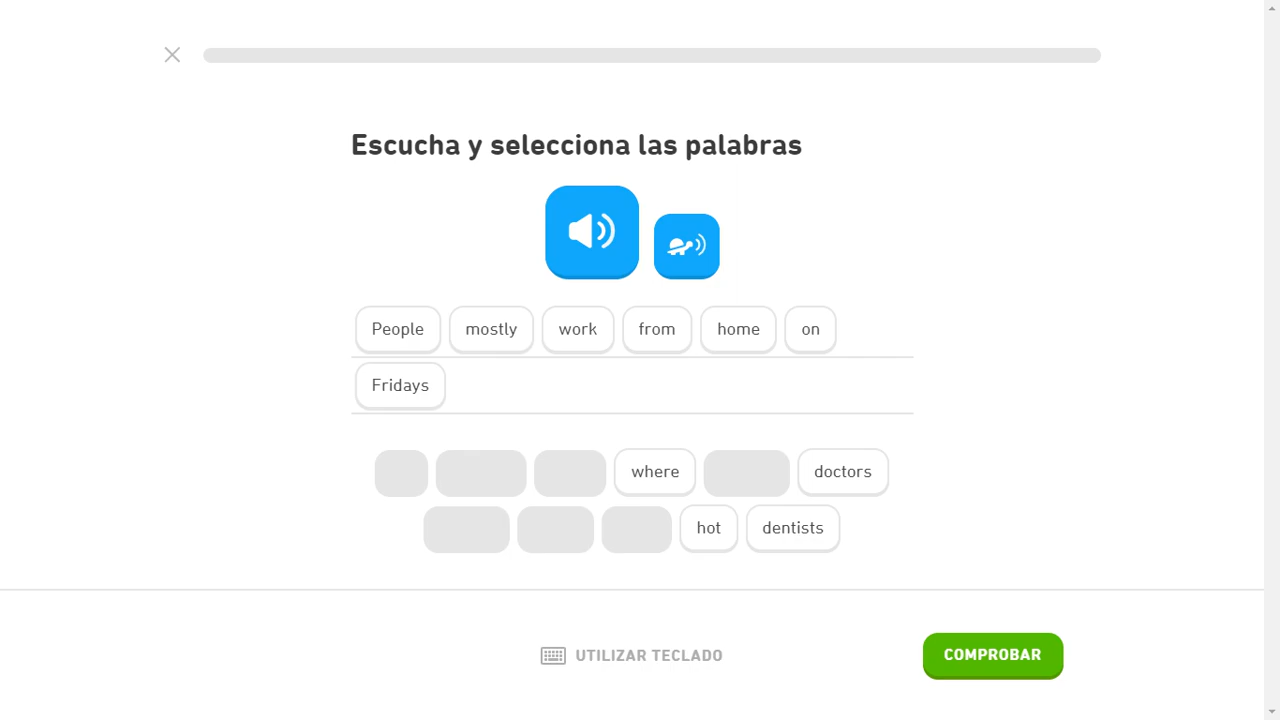 Escucha y selecciona las palabras
People mostly work from home on
Fridays
where doctors
hot dentists
UTILIZAR TECLADO
COMPROBAR